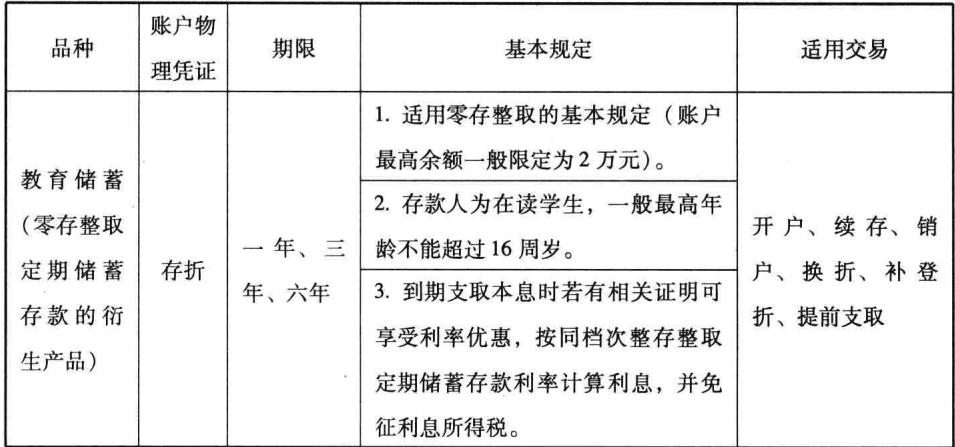 品种
账户物
理凭证
期限
基本规定
适用交易
教育储蓄
（零存整取
定期储蓄
存款的衍
生产品）
存折
一年、三
年、六年
1. 适用零存整取的基本规定（账户
最高余额一般限定为2万元）。
2. 存款人为在读学生，一般最高年
龄不能超过16周岁。
3. 到期支取本息时若有相关证明可
享受利率优惠，按同档次整存整取
定期储蓄存款利率计算利息，并免
征利息所得税。
开户、续存、销
户、换折、补登
折、提前支取